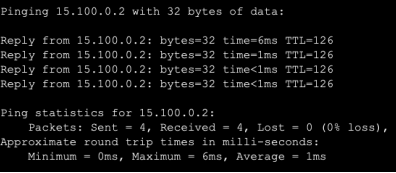 Pinging 15.100.0.2 with 32 bytes of data:
Reply from 15.100.0.2: bytes=32 time=6ms TTL=126
Reply from 15.100.0.2: bytes=32 time=1ms TTL=126
Reply from 15.100.0.2: bytes=32 time<1ms TTL=126
Reply from 15.100.0.2: bytes=32 time<1ms TTL=126
Ping statistics for 15.100.0.2:
Packets: Sent = 4, Received = 4, Lost = 0 (0% loss),
Approximate round trip times in milli-seconds:
Minimum = 0ms, Maximum = 6ms, Average = 1ms